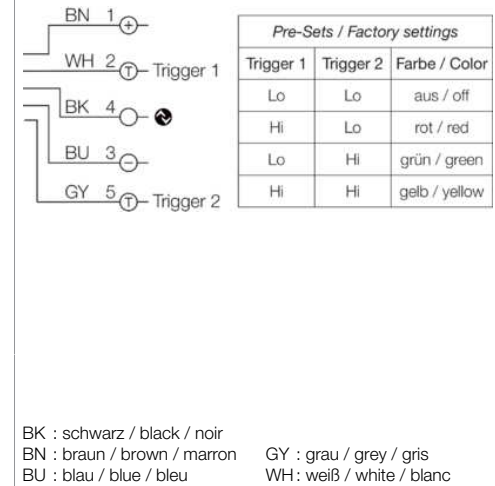 BN 1 +
WH 2 T Trigger 1
BK 4
BU 3 –
GY 5 T Trigger 2
Pre-Sets / Factory settings
Trigger 1 Trigger 2 Farbe / Color
Lo Lo aus / off
Hi Lo rot / red
Lo Hi grün / green
Hi Hi gelb / yellow
BK : schwarz / black / noir
BN : braun / brown / marron
BU : blau / blue / bleu
GY : grau / grey / gris
WH : weiß / white / blanc